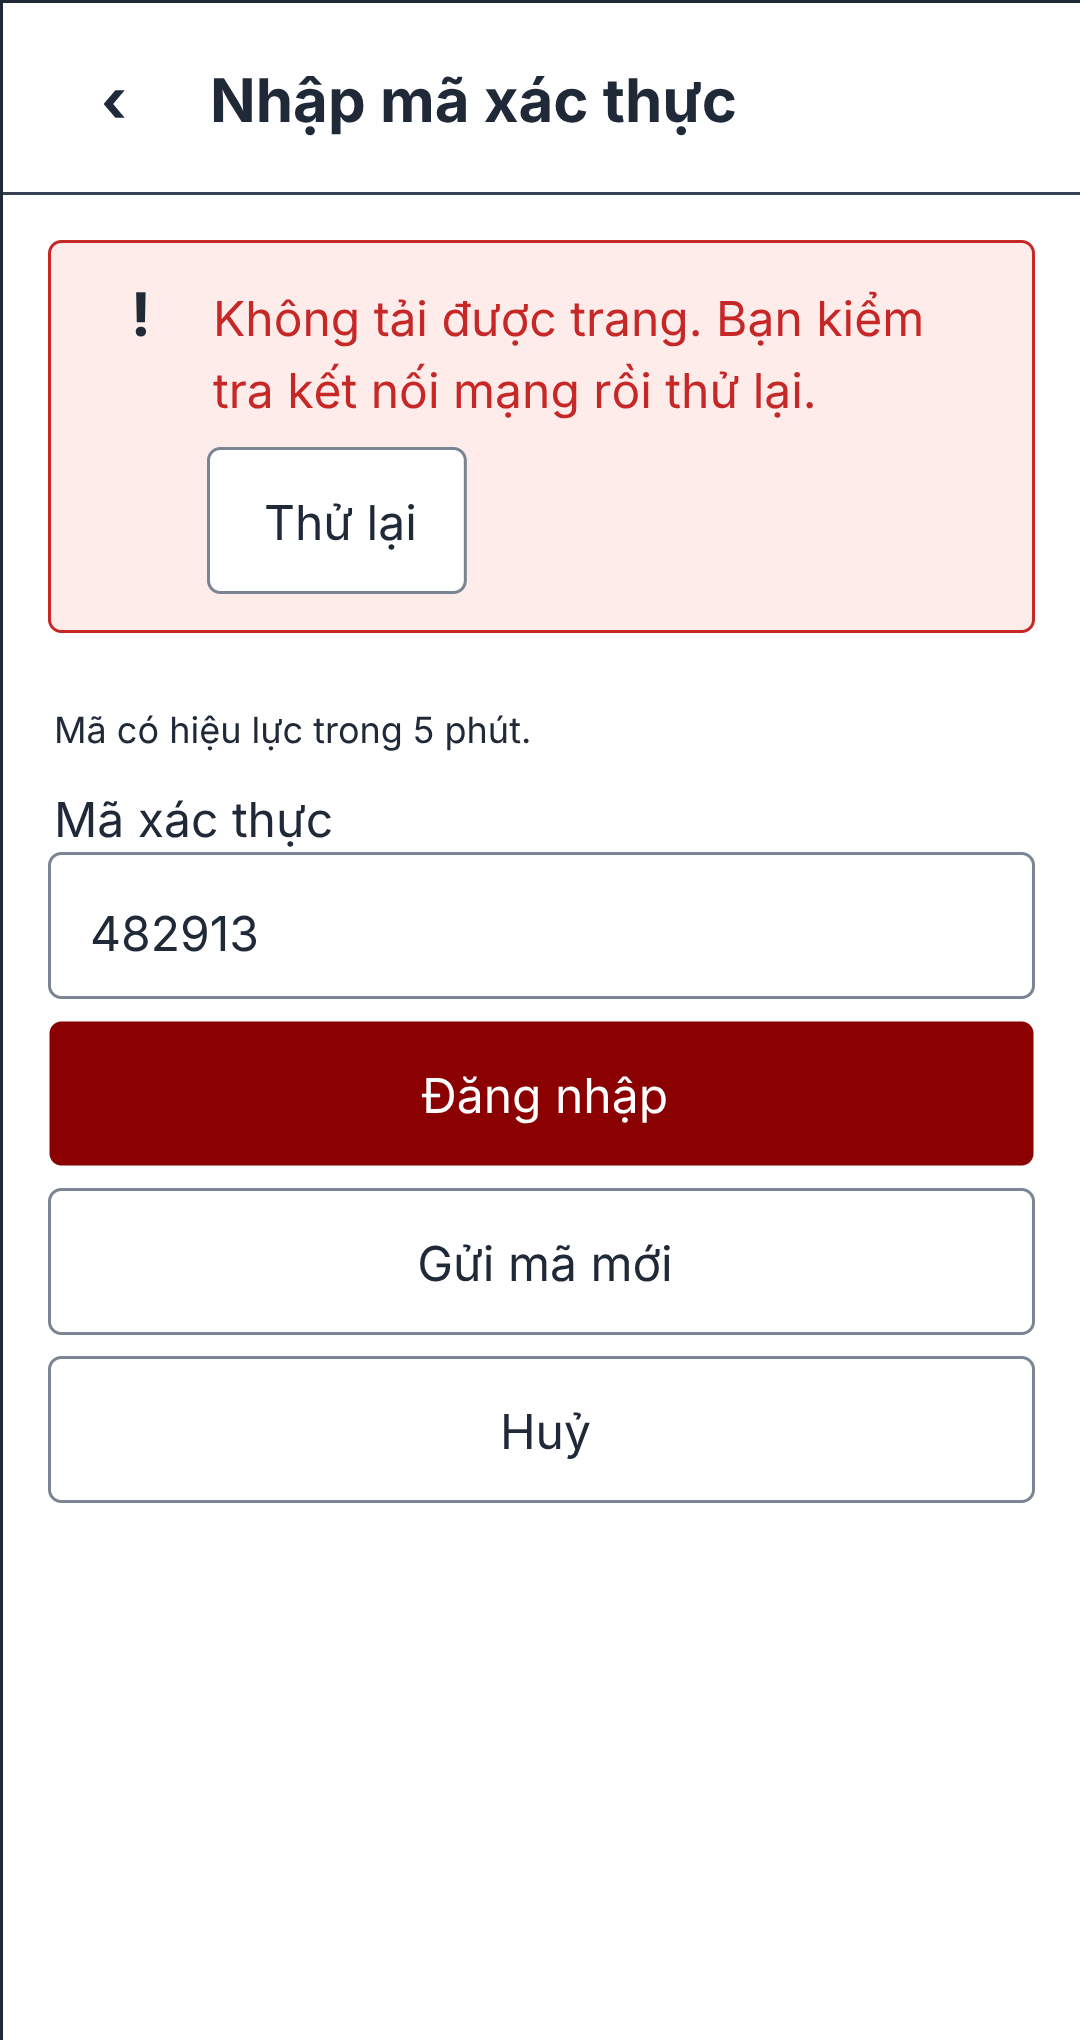 ‹ Nhập mã xác thực
! Không tải được trang. Bạn kiểm
tra kết nối mạng rồi thử lại.
Thử lại
Mã có hiệu lực trong 5 phút.
Mã xác thực
482913
Đăng nhập
Gửi mã mới
Huỷ